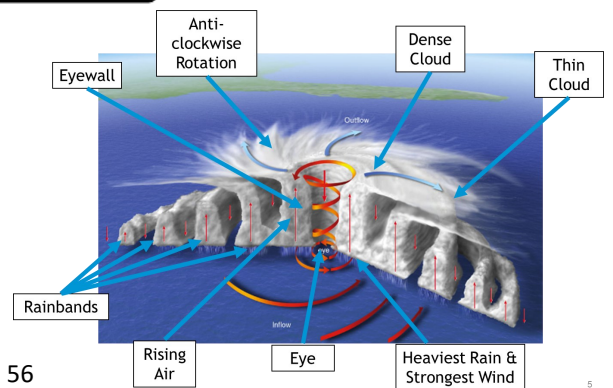 Anti-
clockwise
Rotation
Dense
Cloud
Eyewall
Thin
Cloud
Outflow
eye
Rainbands
Inflow
Rising
Air
Eye
Heaviest Rain &
Strongest Wind
56
5